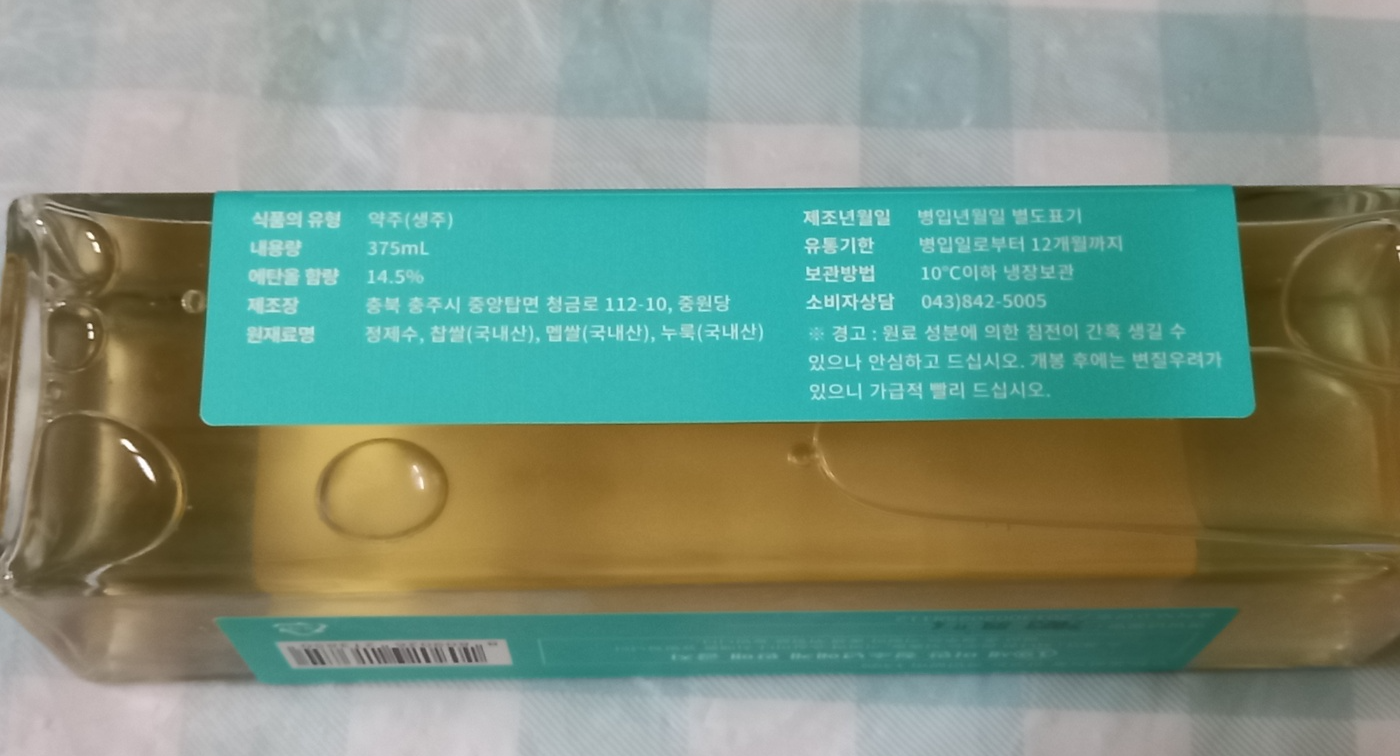 식품의 유형 약주(생주)
내용량 375mL
에탄올 함량 14.5%
제조장 충북 충주시 중앙탑면 청금로 112-10, 중원당
원재료명 정제수, 찹쌀(국내산), 멥쌀(국내산), 누룩(국내산)
제조년월일 병입년월일 별도표기
유통기한 병입일로부터 12개월까지
보관방법 10℃이하 냉장보관
소비자상담 043)842-5005
※ 경고 : 원료 성분에 의한 침전이 간혹 생길 수
있으나 안심하고 드십시오. 개봉 후에는 변질우려가
있으니 가급적 빨리 드십시오.